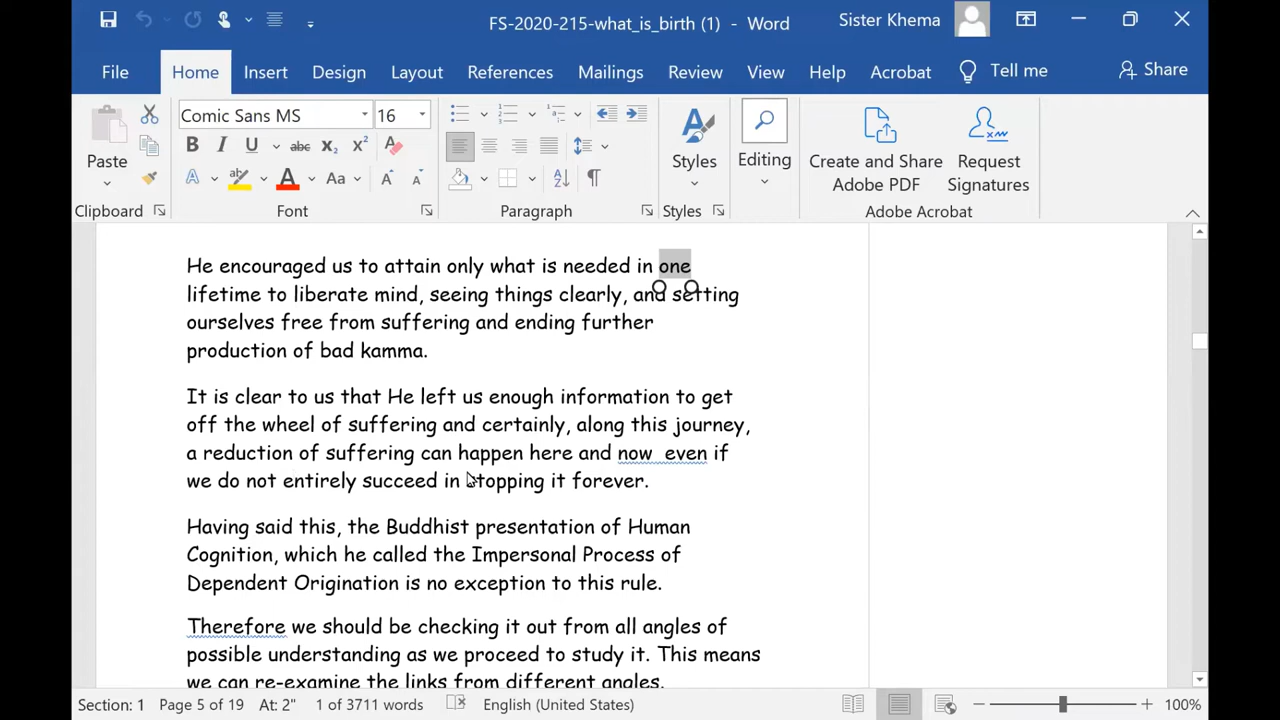 FS-2020-215-what_is_birth (1) - Word
Sister Khema
File Home Insert Design Layout References Mailings Review View Help Acrobat Tell me Share
Comic Sans MS 16
Paste
Styles
Editing
Create and Share Adobe PDF
Request Signatures
Clipboard Font Paragraph Styles Adobe Acrobat
He encouraged us to attain only what is needed in one
lifetime to liberate mind, seeing things clearly, and setting
ourselves free from suffering and ending further
production of bad kamma.
It is clear to us that He left us enough information to get
off the wheel of suffering and certainly, along this journey,
a reduction of suffering can happen here and now  even if
we do not entirely succeed in stopping it forever.
Having said this, the Buddhist presentation of Human
Cognition, which he called the Impersonal Process of
Dependent Origination is no exception to this rule.
Therefore we should be checking it out from all angles of
possible understanding as we proceed to study it. This means
we can re-examine the links from different angles.
Section: 1 Page 5 of 19 At: 2" 1 of 3711 words English (United States) 100%